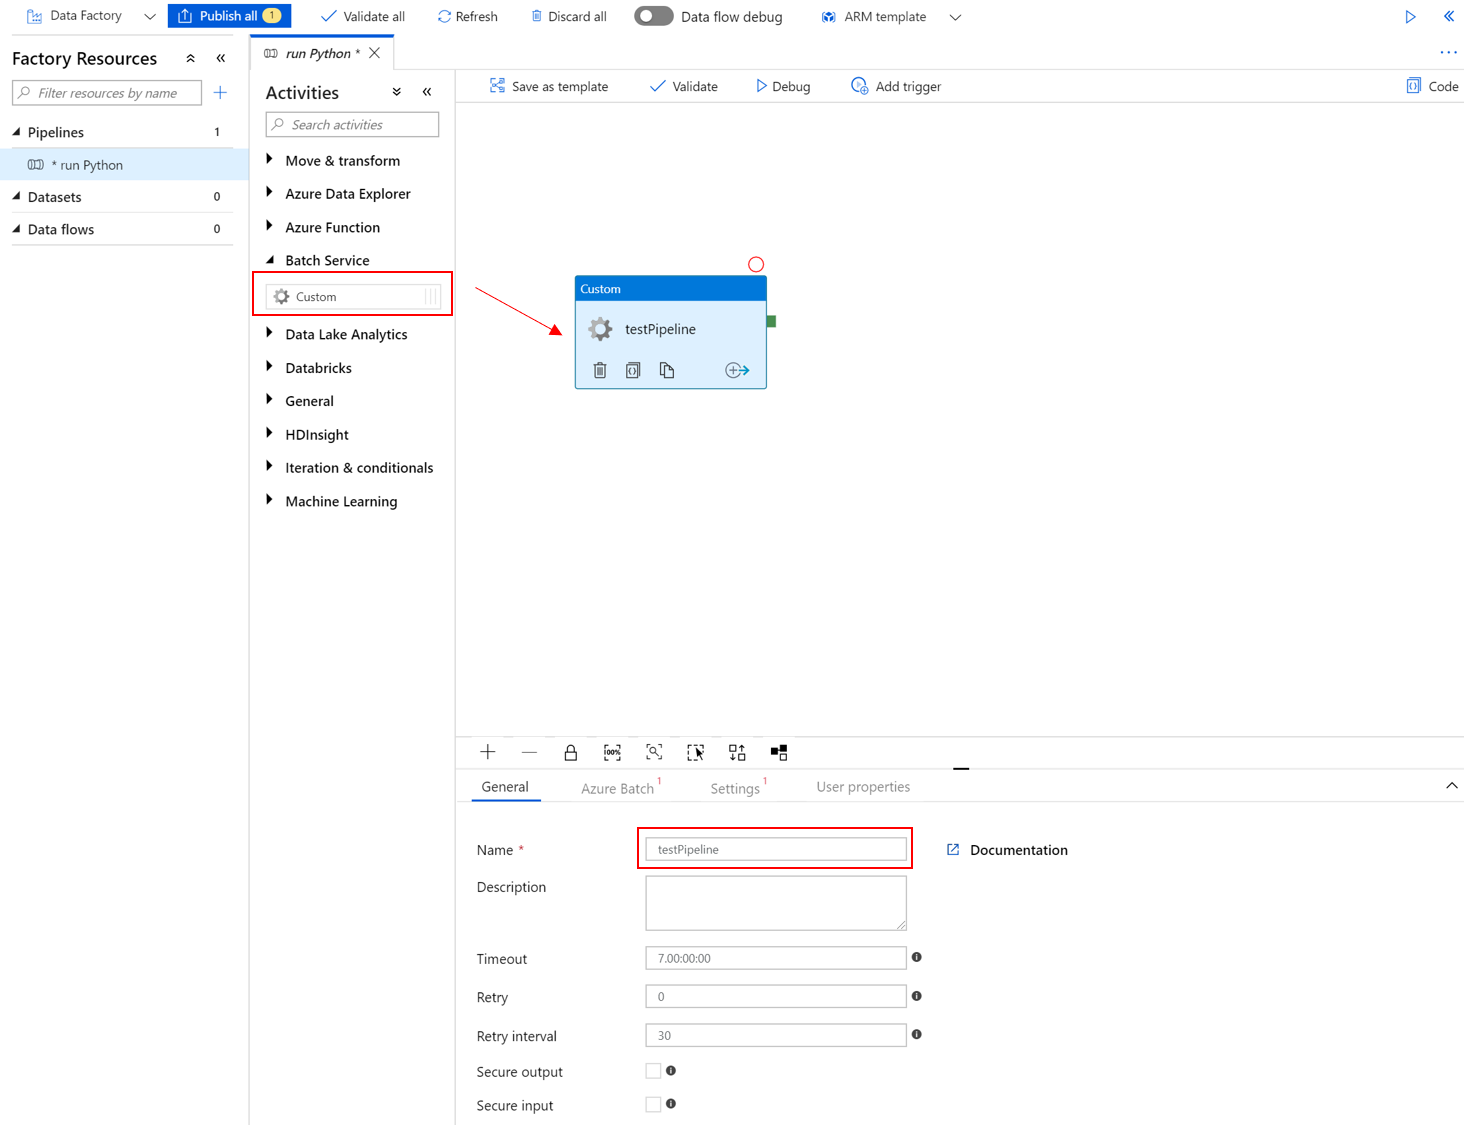 Data Factory
Publish all 1
Validate all
Refresh
Discard all
Data flow debug
ARM template
Factory Resources
Filter resources by name
Pipelines 1
* run Python
Datasets 0
Data flows 0
run Python *
Activities
Search activities
Move & transform
Azure Data Explorer
Azure Function
Batch Service
Custom
Data Lake Analytics
Databricks
General
HDInsight
Iteration & conditionals
Machine Learning
Save as template
Validate
Debug
Add trigger
Code
Custom
testPipeline
100%
General
Azure Batch 1
Settings 1
User properties
Name * testPipeline
Documentation
Description
Timeout 7.00:00:00
Retry 0
Retry interval 30
Secure output
Secure input